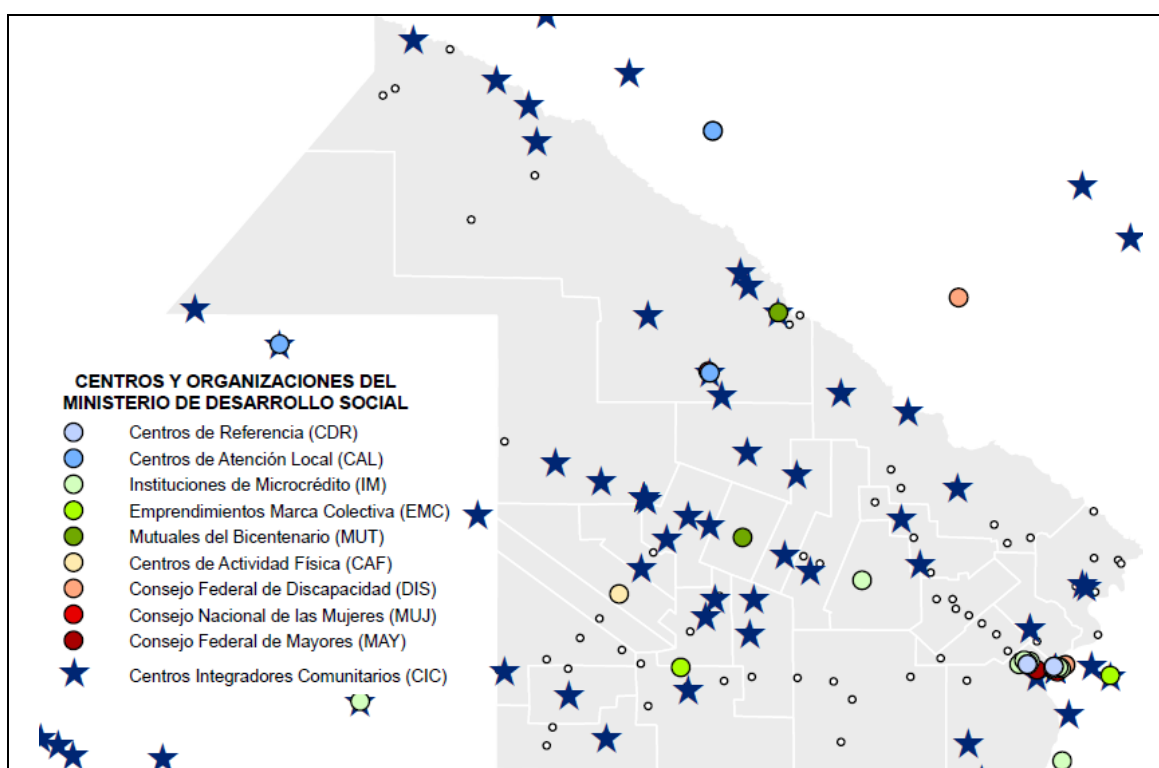 CENTROS Y ORGANIZACIONES DEL
MINISTERIO DE DESARROLLO SOCIAL
Centros de Referencia (CDR)
Centros de Atención Local (CAL)
Instituciones de Microcrédito (IM)
Emprendimientos Marca Colectiva (EMC)
Mutuales del Bicentenario (MUT)
Centros de Actividad Física (CAF)
Consejo Federal de Discapacidad (DIS)
Consejo Nacional de las Mujeres (MUJ)
Consejo Federal de Mayores (MAY)
Centros Integradores Comunitarios (CIC)